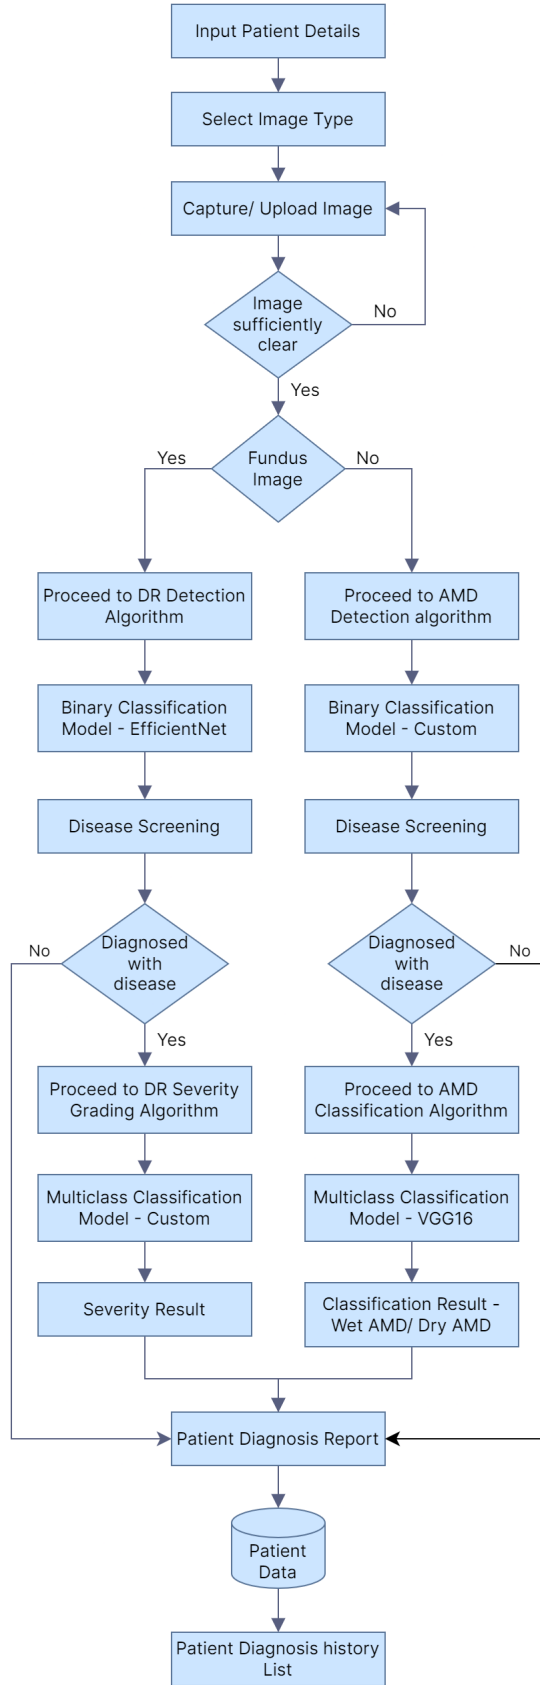 Input Patient Details
Select Image Type
Capture/ Upload Image
Image
sufficiently
clear
No
Yes
Fundus
Image
Yes
No
Proceed to DR Detection
Algorithm
Proceed to AMD
Detection algorithm
Binary Classification
Model - EfficientNet
Binary Classification
Model - Custom
Disease Screening
Disease Screening
Diagnosed
with
disease
No
Yes
Diagnosed
with
disease
No
Yes
Proceed to DR Severity
Grading Algorithm
Proceed to AMD
Classification Algorithm
Multiclass Classification
Model - Custom
Multiclass Classification
Model - VGG16
Severity Result
Classification Result -
Wet AMD/ Dry AMD
Patient Diagnosis Report
Patient
Data
Patient Diagnosis history
List